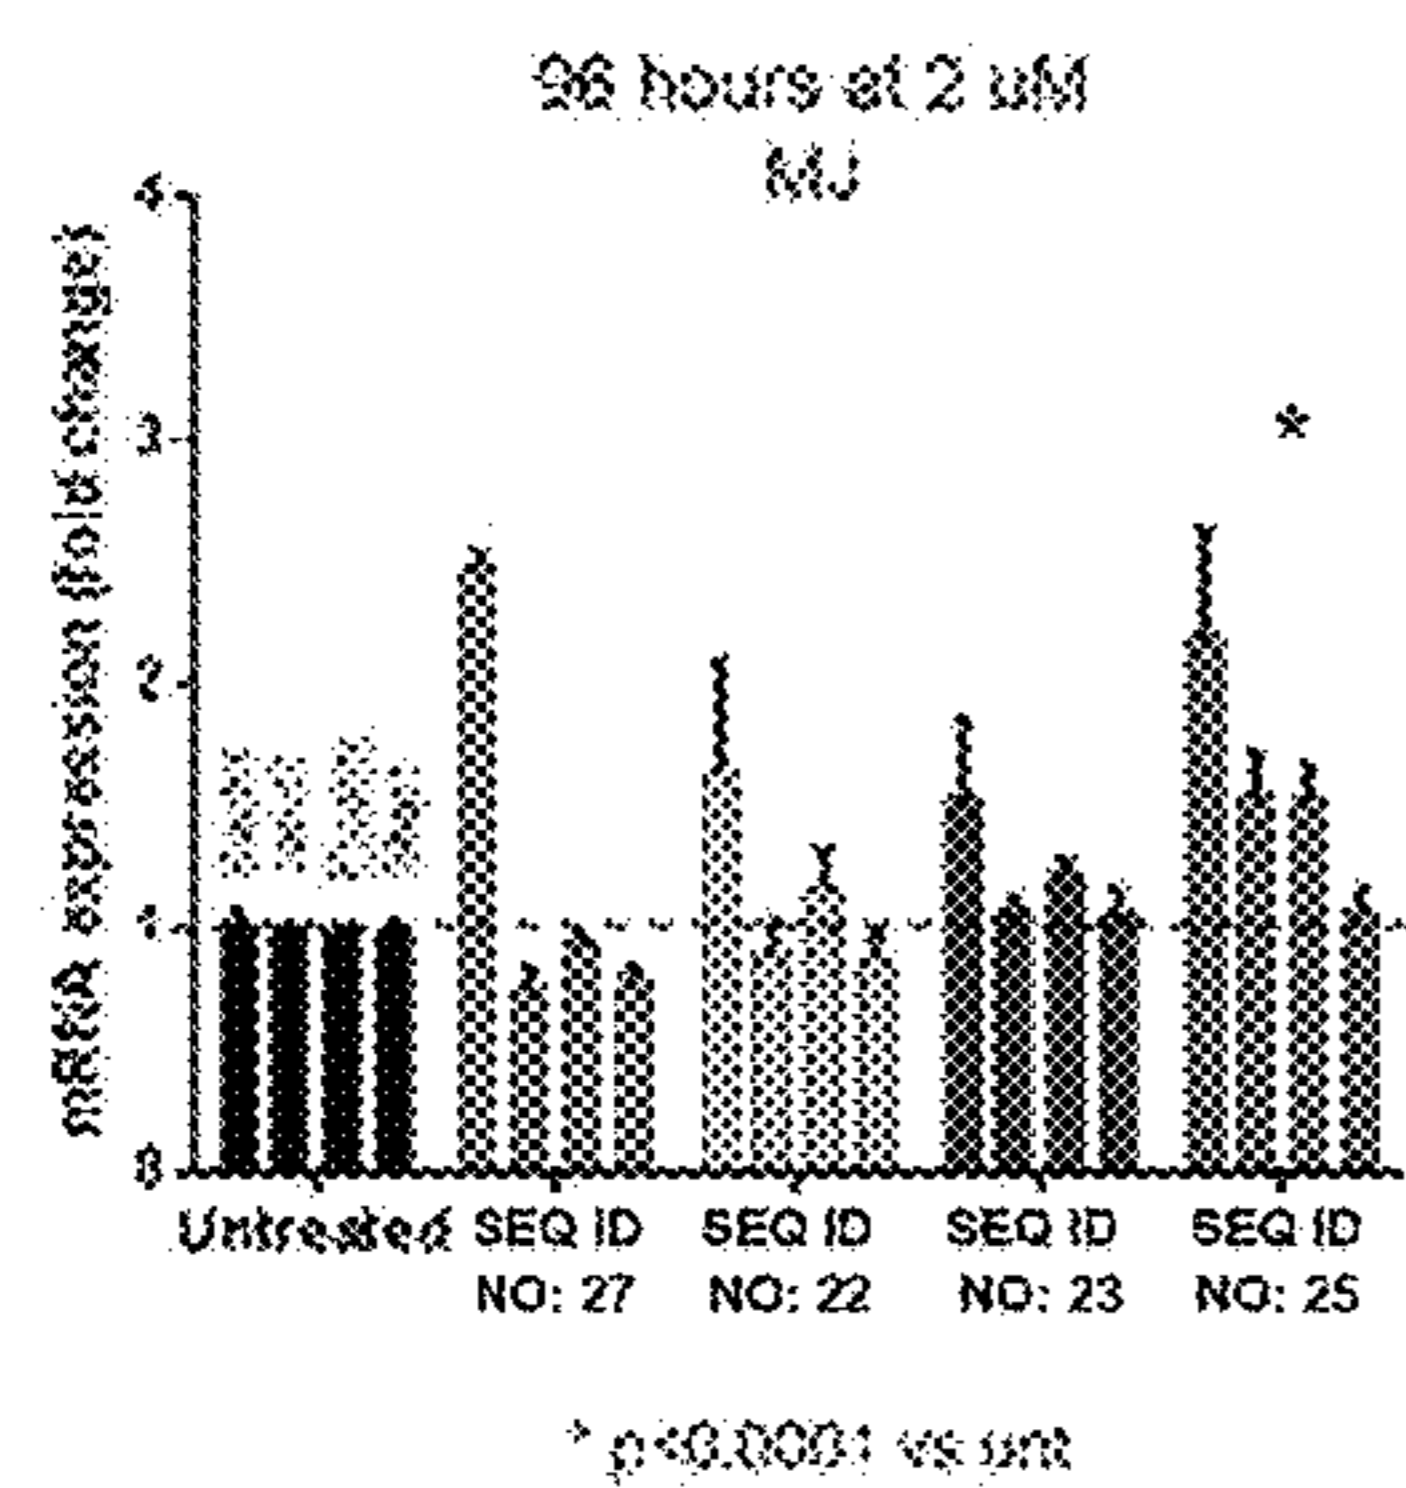 96 hours at 2 uM
MJ
mRNA expression (fold change)
4
3
2
1
0
*
Untreated
SEQ ID NO: 27
SEQ ID NO: 22
SEQ ID NO: 23
SEQ ID NO: 25
* p<0.0001 vs unt